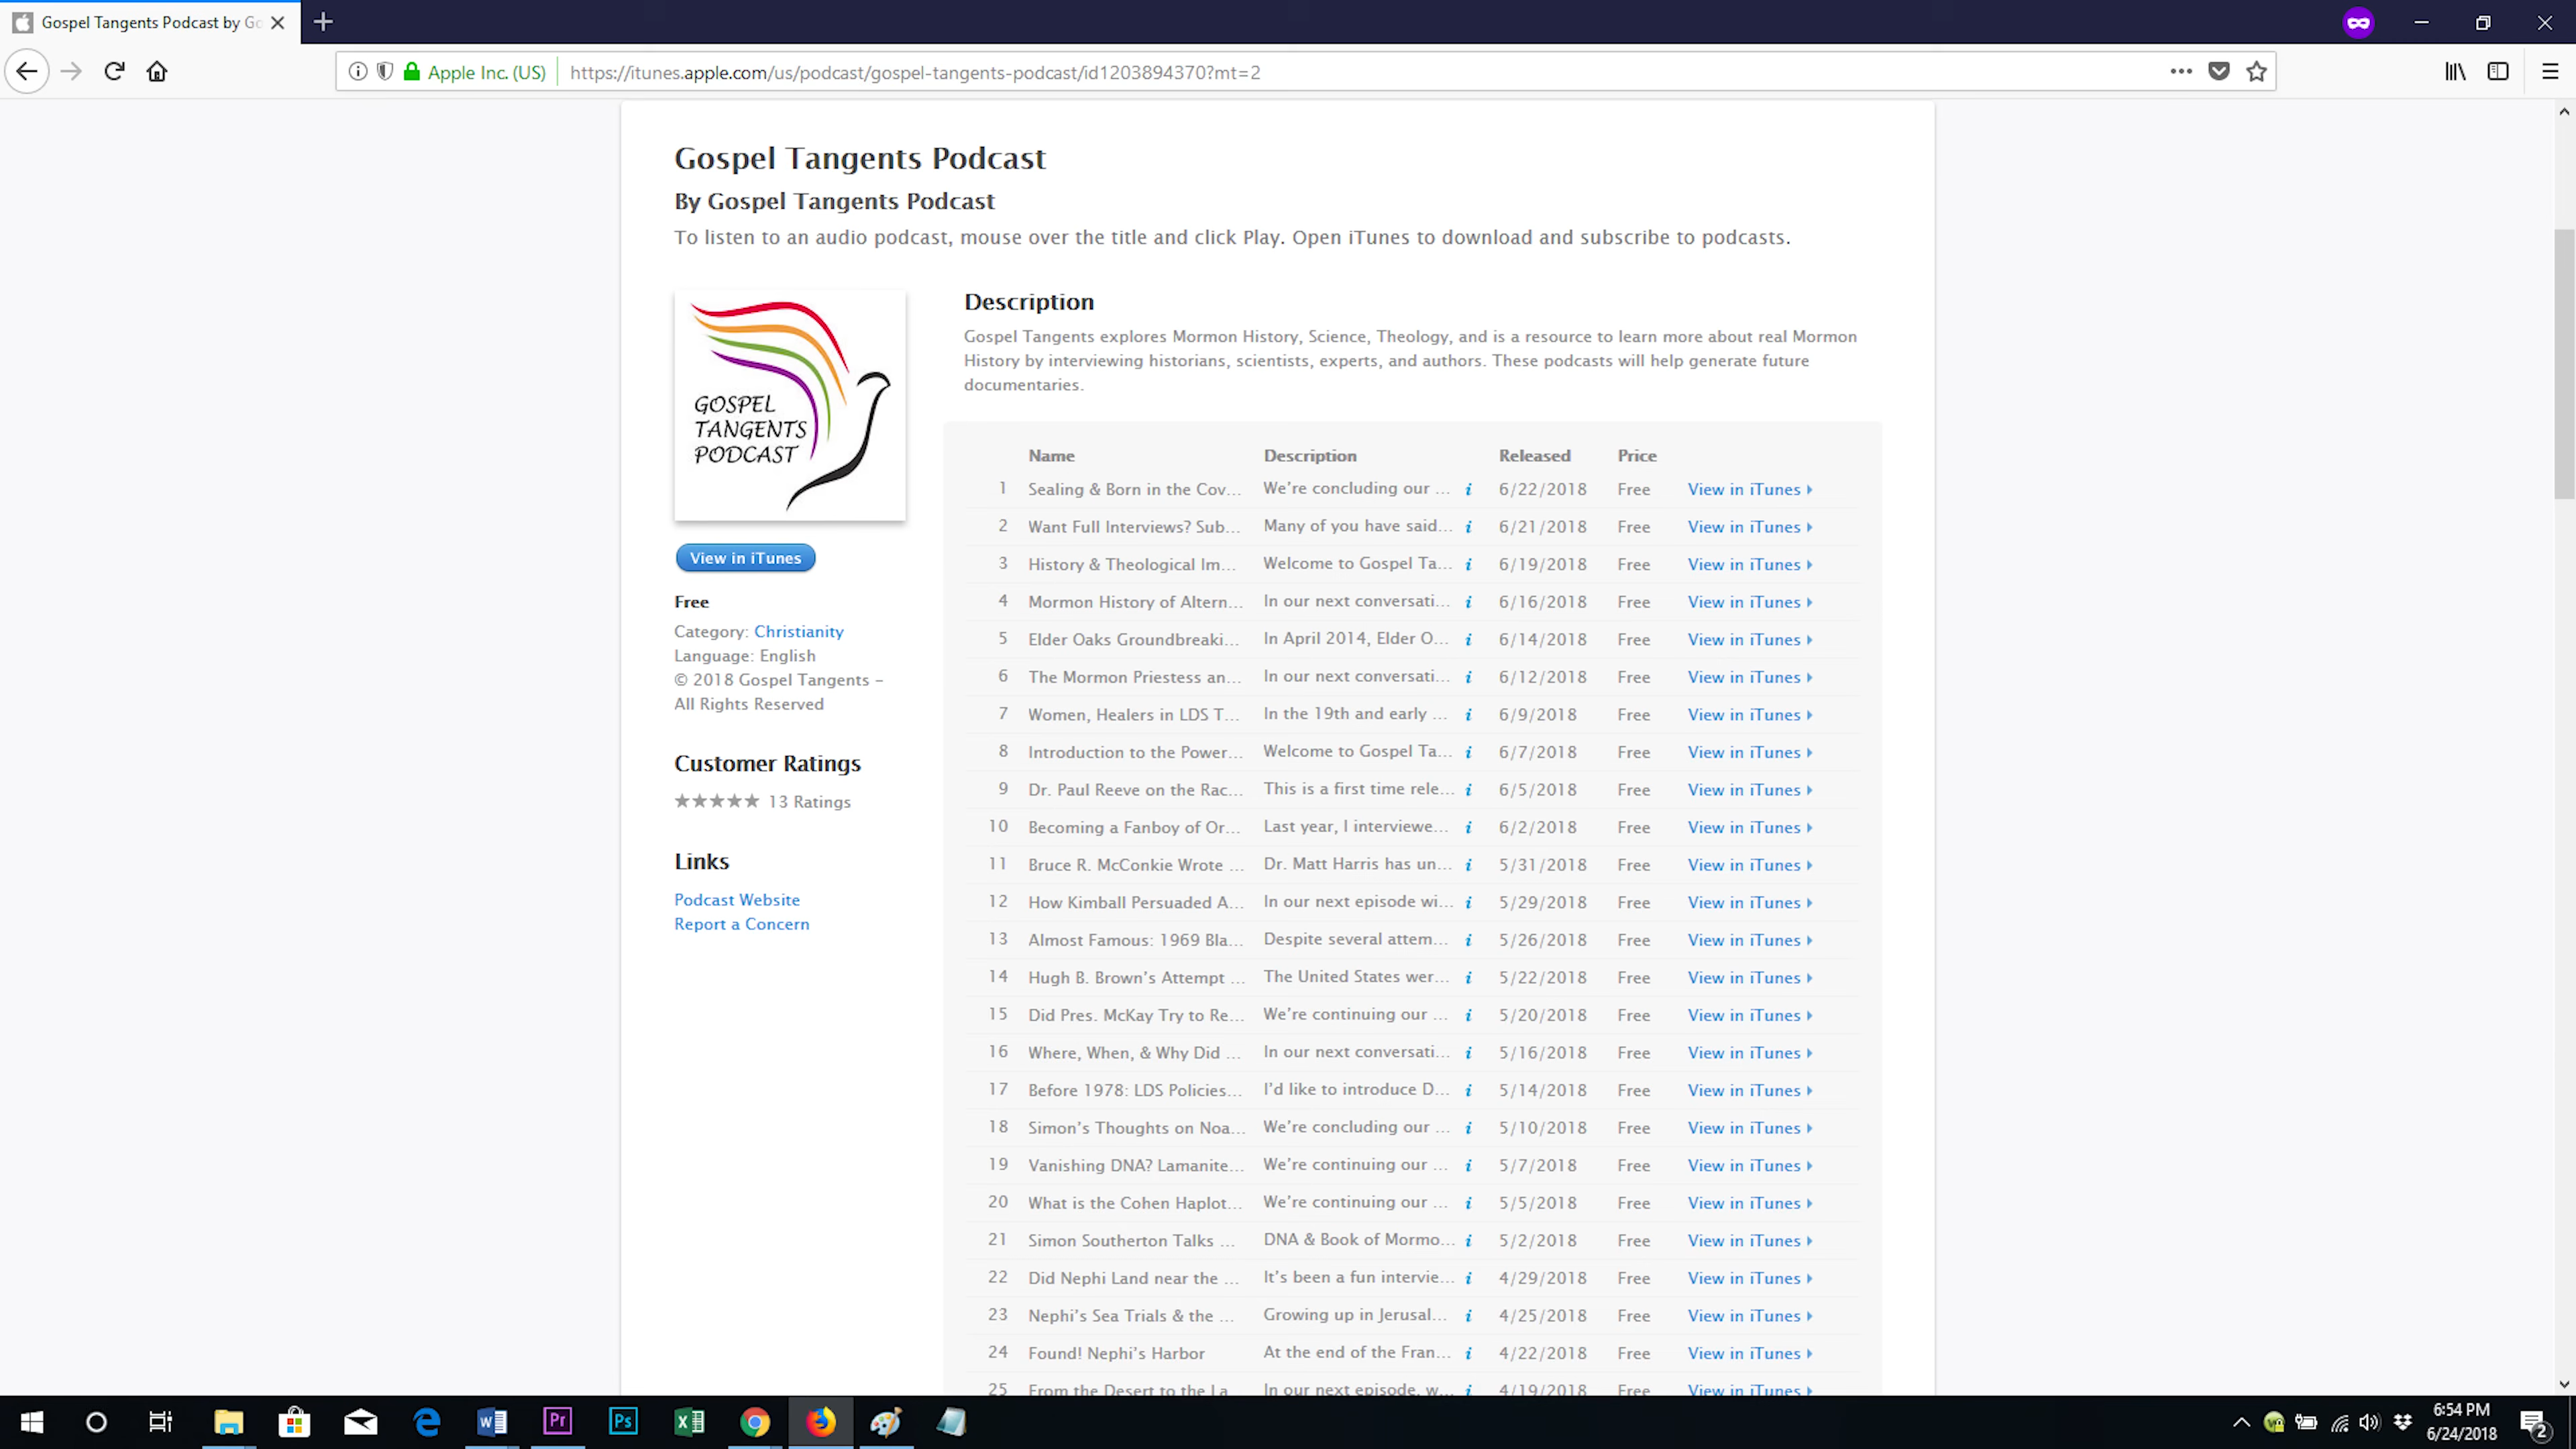 Gospel Tangents Podcast by Go
Apple Inc. (US)
https://itunes.apple.com/us/podcast/gospel-tangents-podcast/id1203894370?mt=2
Gospel Tangents Podcast
By Gospel Tangents Podcast
To listen to an audio podcast, mouse over the title and click Play. Open iTunes to download and subscribe to podcasts.
GOSPEL
TANGENTS
PODCAST
View in iTunes
Free
Category: Christianity
Language: English
© 2018 Gospel Tangents –
All Rights Reserved
Customer Ratings
★★★★★ 13 Ratings
Links
Podcast Website
Report a Concern
Description
Gospel Tangents explores Mormon History, Science, Theology, and is a resource to learn more about real Mormon
History by interviewing historians, scientists, experts, and authors. These podcasts will help generate future
documentaries.
Name Description Released Price
1 Sealing & Born in the Cov... We're concluding our ... i 6/22/2018 Free View in iTunes
2 Want Full Interviews? Sub... Many of you have said... i 6/21/2018 Free View in iTunes
3 History & Theological Im... Welcome to Gospel Ta... i 6/19/2018 Free View in iTunes
4 Mormon History of Altern... In our next conversati... i 6/16/2018 Free View in iTunes
5 Elder Oaks Groundbreaki... In April 2014, Elder O... i 6/14/2018 Free View in iTunes
6 The Mormon Priestess an... In our next conversati... i 6/12/2018 Free View in iTunes
7 Women, Healers in LDS T... In the 19th and early ... i 6/9/2018 Free View in iTunes
8 Introduction to the Power... Welcome to Gospel Ta... i 6/7/2018 Free View in iTunes
9 Dr. Paul Reeve on the Rac... This is a first time rele... i 6/5/2018 Free View in iTunes
10 Becoming a Fanboy of Or... Last year, I interviewe... i 6/2/2018 Free View in iTunes
11 Bruce R. McConkie Wrote ... Dr. Matt Harris has un... i 5/31/2018 Free View in iTunes
12 How Kimball Persuaded A... In our next episode wi... i 5/29/2018 Free View in iTunes
13 Almost Famous: 1969 Bla... Despite several attem... i 5/26/2018 Free View in iTunes
14 Hugh B. Brown's Attempt ... The United States wer... i 5/22/2018 Free View in iTunes
15 Did Pres. McKay Try to Re... We're continuing our ... i 5/20/2018 Free View in iTunes
16 Where, When, & Why Did ... In our next conversati... i 5/16/2018 Free View in iTunes
17 Before 1978: LDS Policies... I'd like to introduce D... i 5/14/2018 Free View in iTunes
18 Simon's Thoughts on Noa... We're concluding our ... i 5/10/2018 Free View in iTunes
19 Vanishing DNA? Lamanite... We're continuing our ... i 5/7/2018 Free View in iTunes
20 What is the Cohen Haplot... We're continuing our ... i 5/5/2018 Free View in iTunes
21 Simon Southerton Talks ... DNA & Book of Mormo... i 5/2/2018 Free View in iTunes
22 Did Nephi Land near the ... It's been a fun intervie... i 4/29/2018 Free View in iTunes
23 Nephi's Sea Trials & the ... Growing up in Jerusal... i 4/25/2018 Free View in iTunes
24 Found! Nephi's Harbor At the end of the Fran... i 4/22/2018 Free View in iTunes
25 From the Desert to the La... In our next episode, w... i 4/19/2018 Free View in iTunes
Pr
Ps
6:54 PM
6/24/2018
2